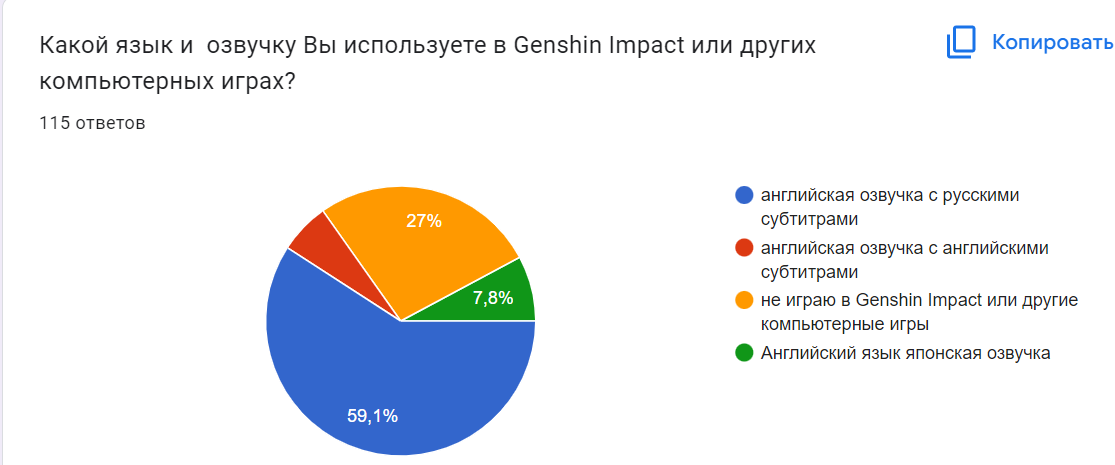 Какой язык и  озвучку Вы используете в Genshin Impact или других
компьютерных играх?
Копировать
115 ответов
27%
7,8%
59,1%
английская озвучка с русскими
субтитрами
английская озвучка с английскими
субтитрами
не играю в Genshin Impact или другие
компьютерные игры
Английский язык японская озвучка